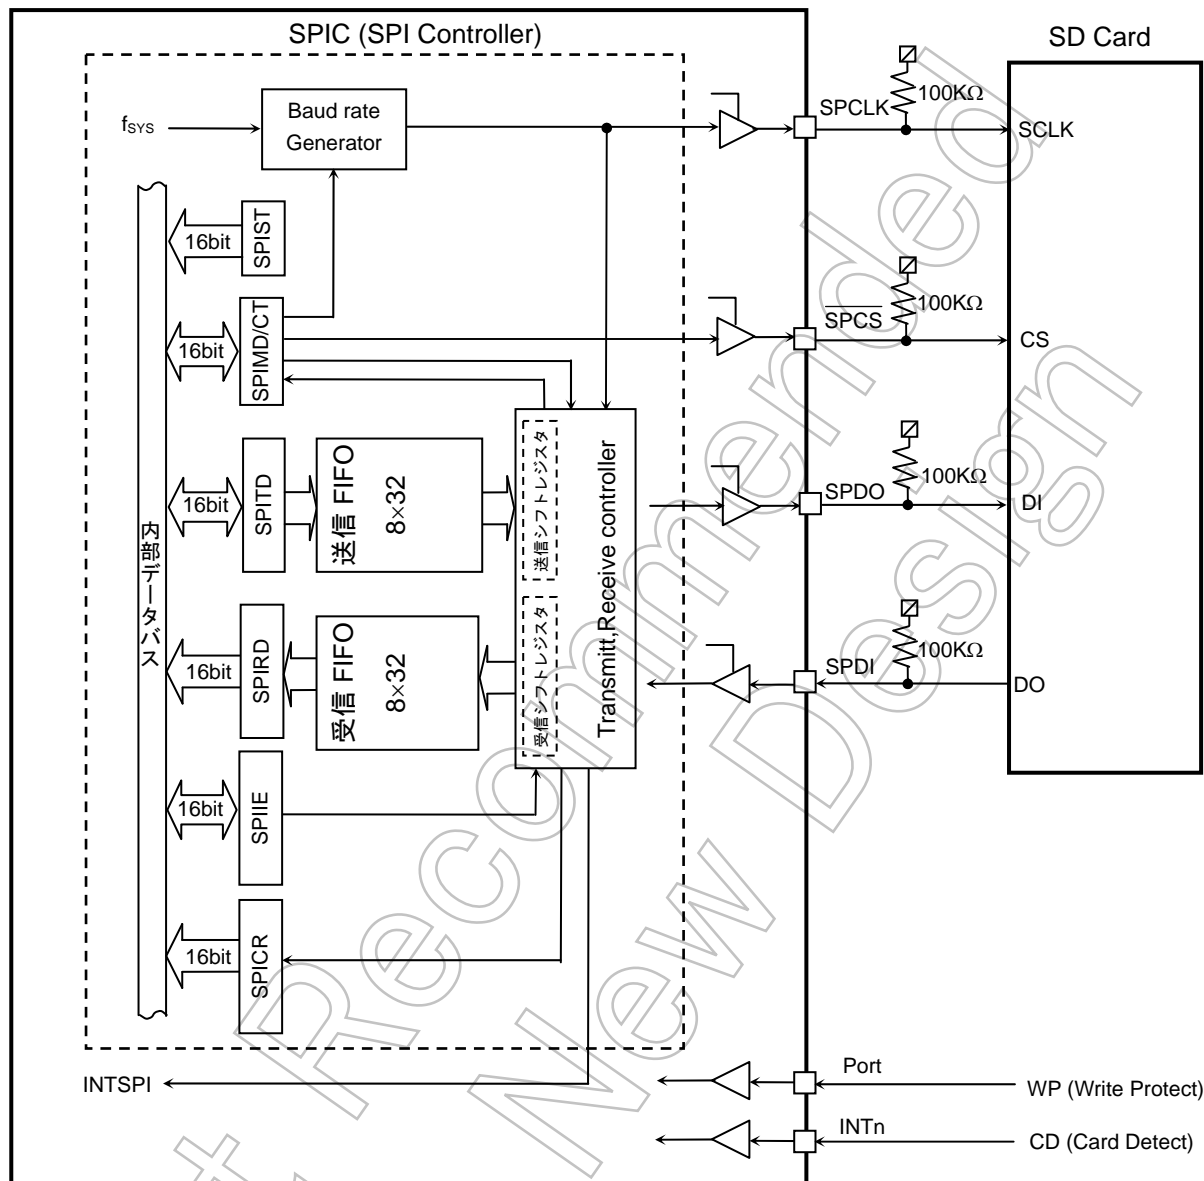 SPIC (SPI Controller)
SD Card
fSYS
Baud rate
Generator
SPCLK
100KΩ
SCLK
16bit
SPIST
16bit
SPIMD/CT
SPCS
100KΩ
CS
内部データバス
16bit
SPITD
送信 FIFO
8×32
送信シフトレジスタ
Transmitt,Receive controller
SPDO
100KΩ
DI
16bit
SPIRD
受信 FIFO
8×32
受信シフトレジスタ
SPDI
100KΩ
DO
16bit
SPIIE
16bit
SPICR
INTSPI
Port
WP (Write Protect)
INTn
CD (Card Detect)
Recommended
New Design